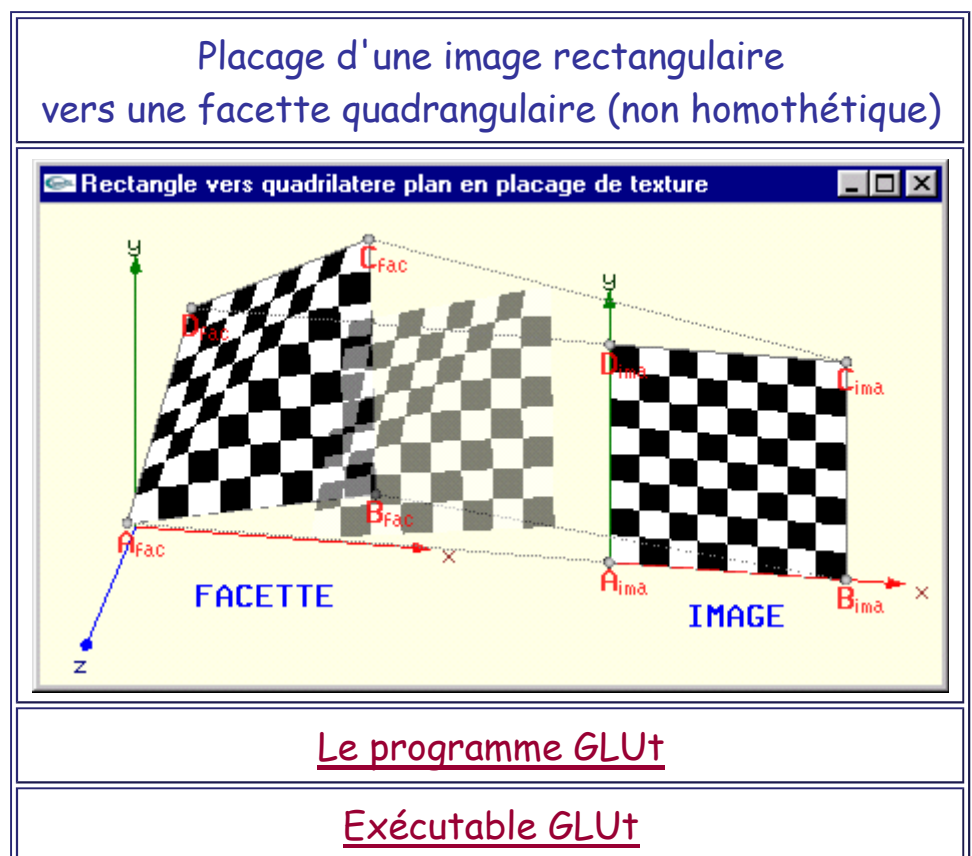 Placage d'une image rectangulaire
vers une facette quadrangulaire (non homothétique)
Rectangle vers quadrilatere plan en placage de texture
y
Cfac
Dfac
y
Dima
Cima
Bfac
Afac
x
Aima
Bima
x
FACETTE
IMAGE
z
Le programme GLUt
Exécutable GLUt